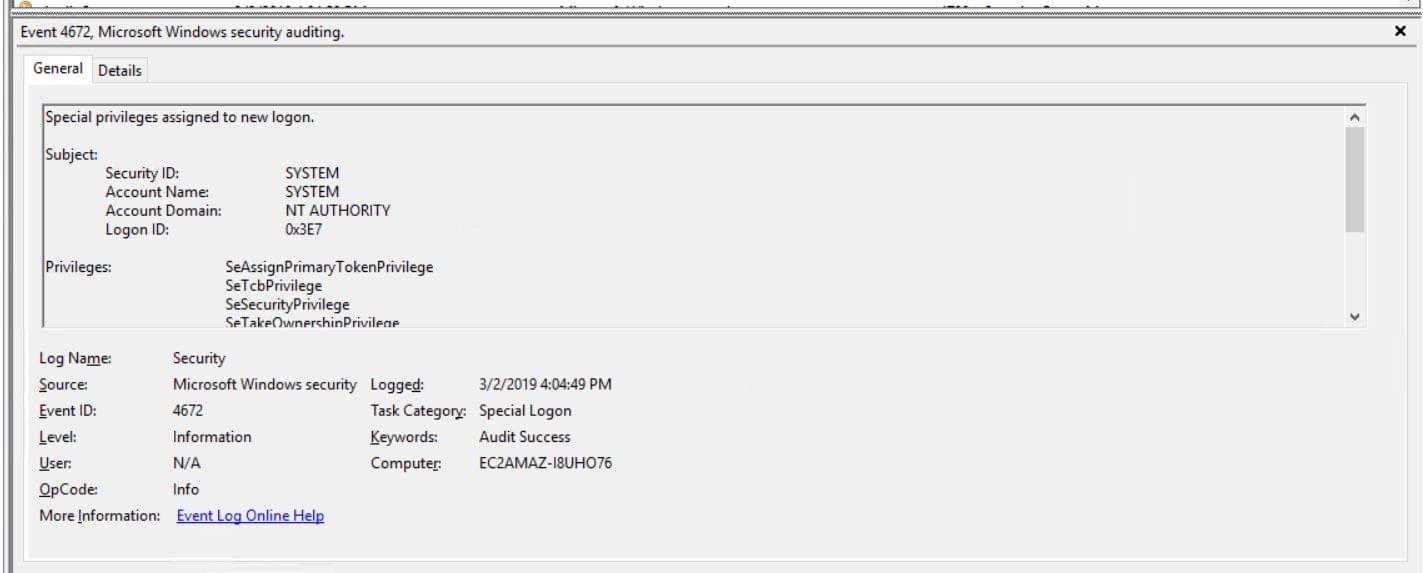 Event 4672, Microsoft Windows security auditing.
General Details
Special privileges assigned to new logon.
Subject:
Security ID: SYSTEM
Account Name: SYSTEM
Account Domain: NT AUTHORITY
Logon ID: 0x3E7
Privileges: SeAssignPrimaryTokenPrivilege
SeTcbPrivilege
SeSecurityPrivilege
SeTakeOwnershipPrivilege
Log Name: Security
Source: Microsoft Windows security Logged: 3/2/2019 4:04:49 PM
Event ID: 4672 Task Category: Special Logon
Level: Information Keywords: Audit Success
User: N/A Computer: EC2AMAZ-I8UHO76
OpCode: Info
More Information: Event Log Online Help